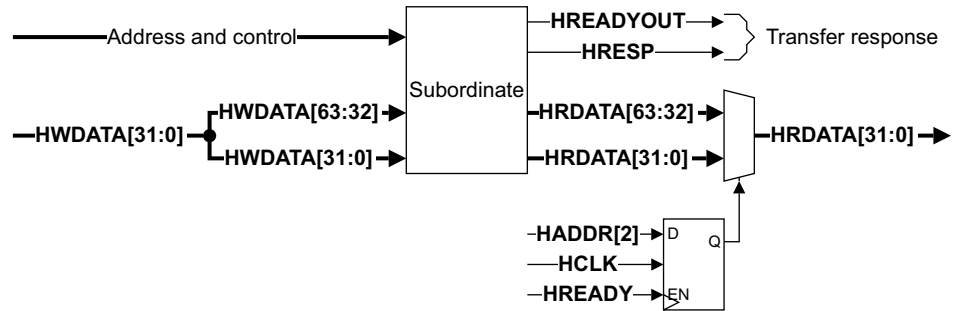 HREADYOUT
Address and control
HRESP
Transfer response
Subordinate
HWDATA[63:32]
HRDATA[63:32]
HWDATA[31:0]
HRDATA[31:0]
HWDATA[31:0]
HRDATA[31:0]
HADDR[2]
D
Q
HCLK
HREADY
EN